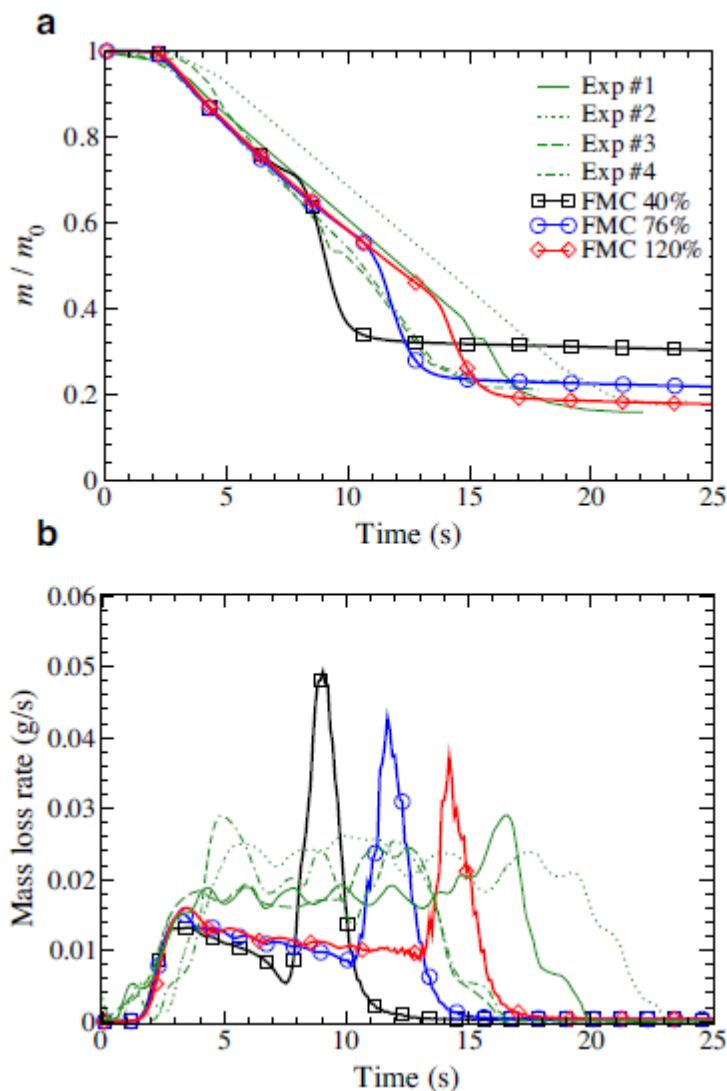 a
1
0.8
0.6
0.4
0.2
0
m / m0
0 5 10 15 20 25
Time (s)
Exp #1
Exp #2
Exp #3
Exp #4
FMC 40%
FMC 76%
FMC 120%
b
0.06
0.05
0.04
0.03
0.02
0.01
0
Mass loss rate (g/s)
0 5 10 15 20 25
Time (s)